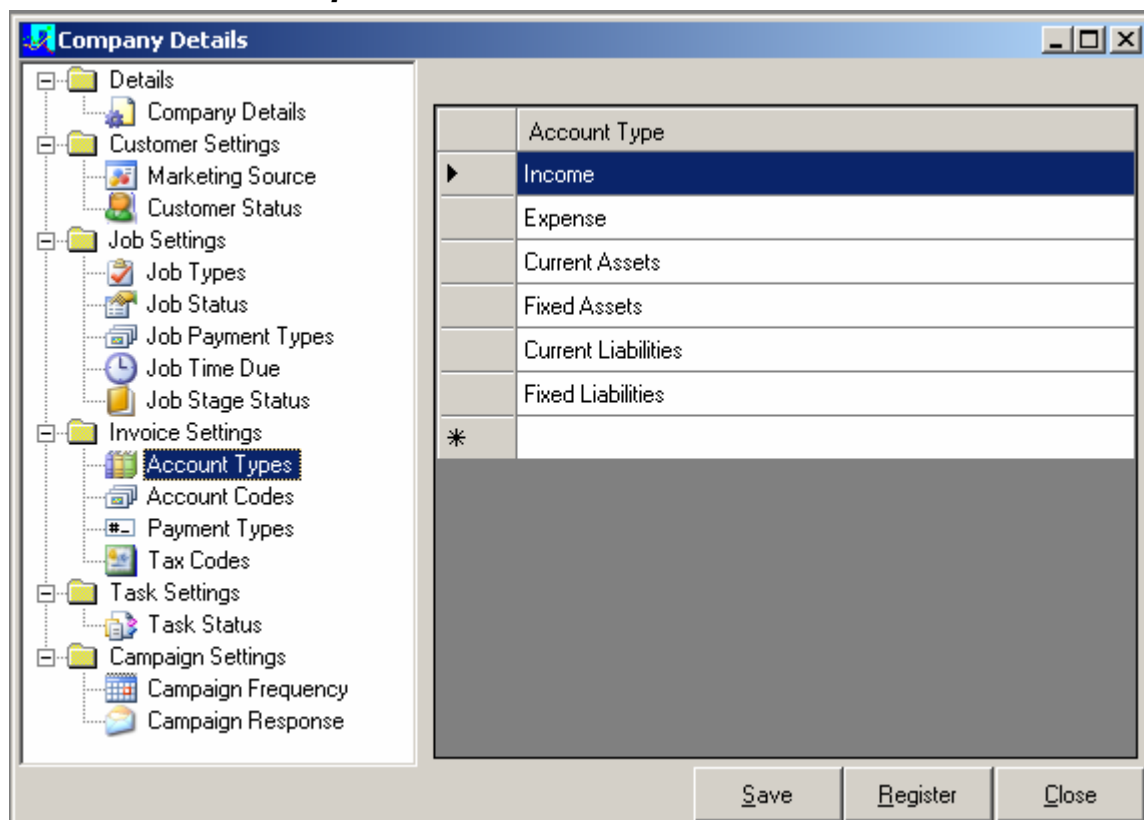 Company Details
Details
Company Details
Customer Settings
Marketing Source
Customer Status
Job Settings
Job Types
Job Status
Job Payment Types
Job Time Due
Job Stage Status
Invoice Settings
Account Types
Account Codes
Payment Types
Tax Codes
Task Settings
Task Status
Campaign Settings
Campaign Frequency
Campaign Response
Account Type
Income
Expense
Current Assets
Fixed Assets
Current Liabilities
Fixed Liabilities
Save Register Close